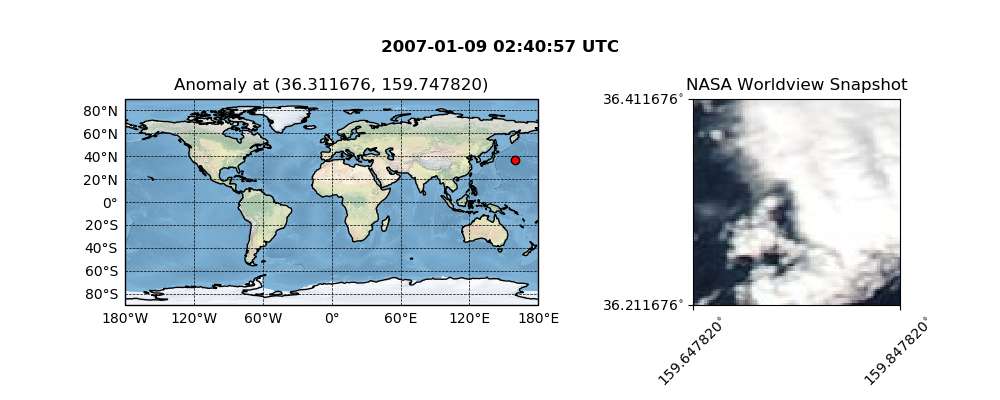 2007-01-09 02:40:57 UTC
Anomaly at (36.311676, 159.747820)
80°N
60°N
40°N
20°N
0°
20°S
40°S
60°S
80°S
180°W 120°W 60°W 0° 60°E 120°E 180°E
NASA Worldview Snapshot
36.411676°
36.211676°
159.647820°
159.847820°